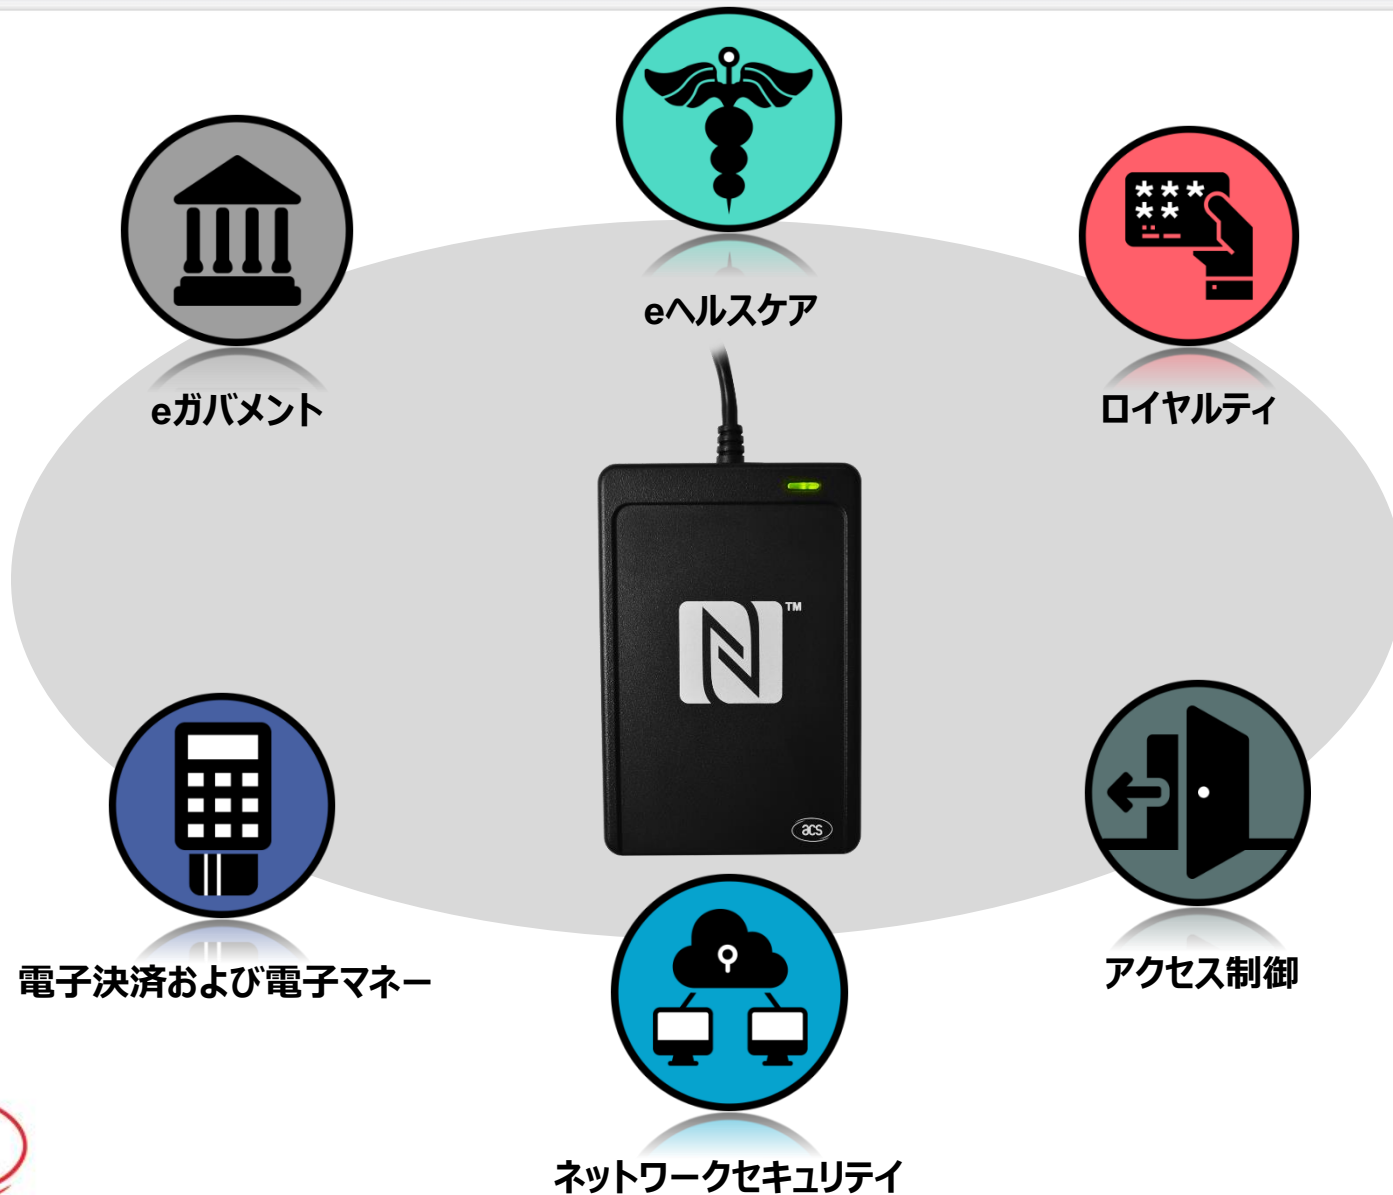 eヘルスケア
eガバメント
ロイヤルティ
TM
acs
電子決済および電子マネー
アクセス制御
ネットワークセキュリテイ